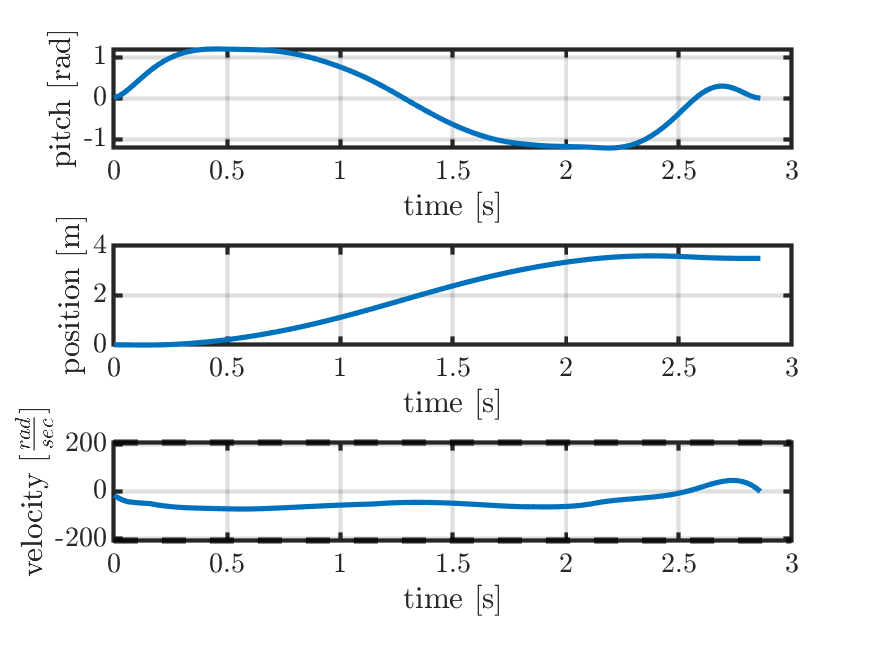 pitch [rad]
1
0
-1
0 0.5 1 1.5 2 2.5 3
time [s]
position [m]
4
2
0
0 0.5 1 1.5 2 2.5 3
time [s]
velocity [rad/sec]
200
0
-200
0 0.5 1 1.5 2 2.5 3
time [s]